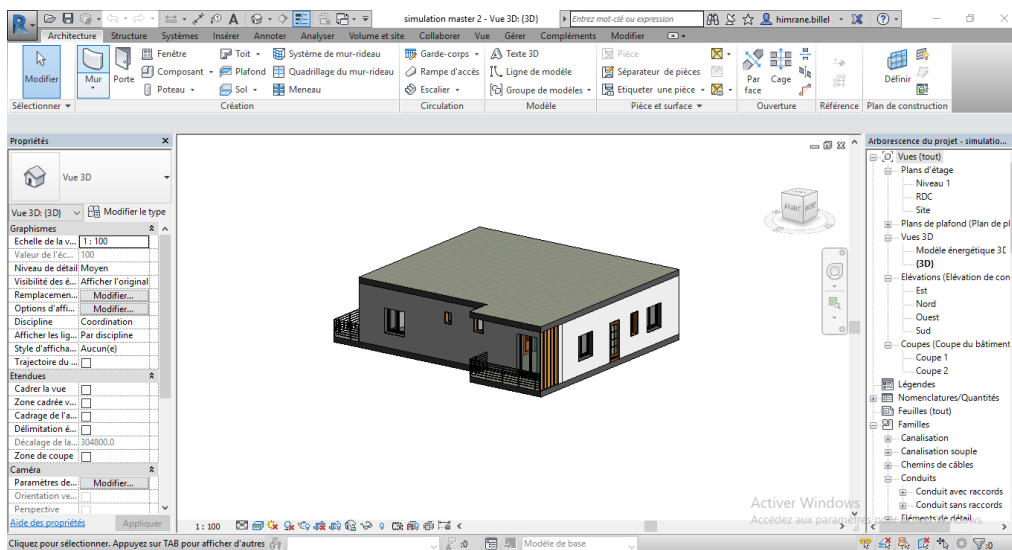 simulation master 2 - Vue 3D: {3D}
Entrez mot-clé ou expression
himrane.billel
Architecture Structure Systèmes Insérer Annoter Analyser Volume et site Collaborer Vue Gérer Compléments Modifier
Modifier
Mur
Porte
Fenêtre
Composant
Poteau
Toit
Plafond
Sol
Système de mur-rideau
Quadrillage du mur-rideau
Meneau
Garde-corps
Rampe d'accès
Escalier
Texte 3D
Ligne de modèle
Groupe de modèles
Pièce
Séparateur de pièces
Etiqueter une pièce
Par face
Cage
Définir
Sélectionner Création Circulation Modèle Pièce et surface Ouverture Référence Plan de construction
Propriétés
Vue 3D
Vue 3D: {3D} Modifier le type
Graphismes
Echelle de la v... 1 : 100
Valeur de l'éc... 100
Niveau de détail Moyen
Visibilité des é... Afficher l'original
Remplacemen... Modifier...
Options d'affi... Modifier...
Discipline Coordination
Afficher les lig... Par discipline
Style d'afficha... Aucun(e)
Trajectoire du ...
Etendues
Cadrer la vue
Zone cadrée v...
Cadrage de l'a...
Délimitation é...
Décalage de la... 304800.0
Zone de coupe
Caméra
Paramètres de... Modifier...
Orientation ve...
Perspective
Aide des propriétés Appliquer
1 : 100
AVANT
Arborescence du projet - simulatio...
Vues (tout)
Plans d'étage
Niveau 1
RDC
Site
Plans de plafond (Plan de pl
Vues 3D
Modèle énergétique 3D
{3D}
Elévations (Elévation de con
Est
Nord
Ouest
Sud
Coupes (Coupe du bâtiment
Coupe 1
Coupe 2
Légendes
Nomenclatures/Quantités
Feuilles (tout)
Familles
Canalisation
Canalisation souple
Chemins de câbles
Conduits
Conduit avec raccords
Conduit sans raccords
Eléments de détail
Activer Windows
Accédez aux paramètres pour activer Windows.
Cliquez pour sélectionner. Appuyez sur TAB pour afficher d'autres
:0
Modèle de base
:0